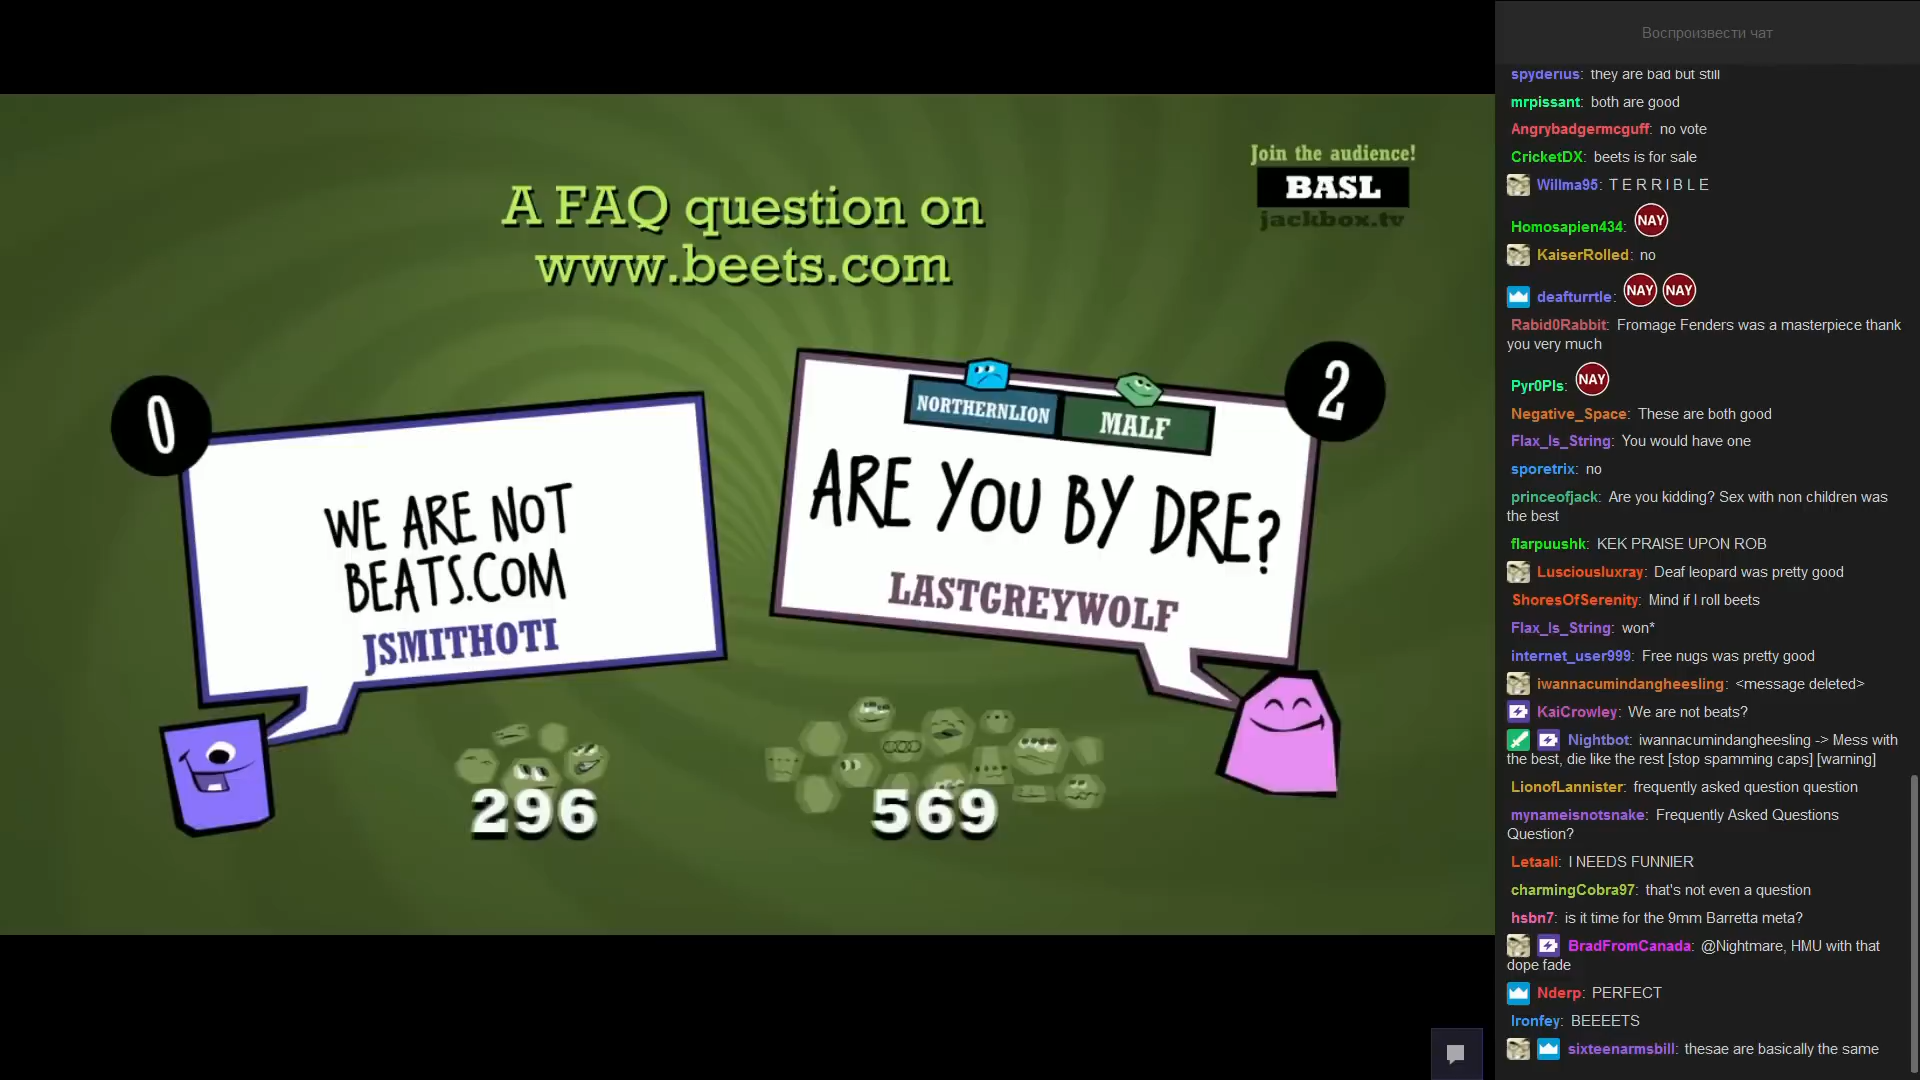 A FAQ question on
www.beets.com
Join the audience!
BASL
jackbox.tv
0
WE ARE NOT
BEATS.COM
JSMITHOTI
2
NORTHERNLION
MALF
ARE YOU BY DRE?
LASTGREYWOLF
296
569
Воспроизвести чат
spyderius: they are bad but still
mrpissant: both are good
Angrybadgermcguff: no vote
CricketDX: beets is for sale
Willma95: T E R R I B L E
Homosapien434: NAY
KaiserRolled: no
deafturrtle: NAY NAY
Rabid0Rabbit: Fromage Fenders was a masterpiece thank
you very much
Pyr0Pls: NAY
Negative_Space: These are both good
Flax_Is_String: You would have one
sporetrix: no
princeofjack: Are you kidding? Sex with non children was
the best
flarpuushk: KEK PRAISE UPON ROB
Lusciousluxray: Deaf leopard was pretty good
ShoresOfSerenity: Mind if I roll beets
Flax_Is_String: won*
internet_user999: Free nugs was pretty good
iwannacumindangheesling: <message deleted>
KaiCrowley: We are not beats?
Nightbot: iwannacumindangheesling -> Mess with
the best, die like the rest [stop spamming caps] [warning]
LionofLannister: frequently asked question question
mynameisnotsnake: Frequently Asked Questions
Question?
Letaali: I NEEDS FUNNIER
charmingCobra97: that's not even a question
hsbn7: is it time for the 9mm Barretta meta?
BradFromCanada: @Nightmare, HMU with that
dope fade
Nderp: PERFECT
Ironfey: BEEEETS
sixteenarmsbill: thesae are basically the same